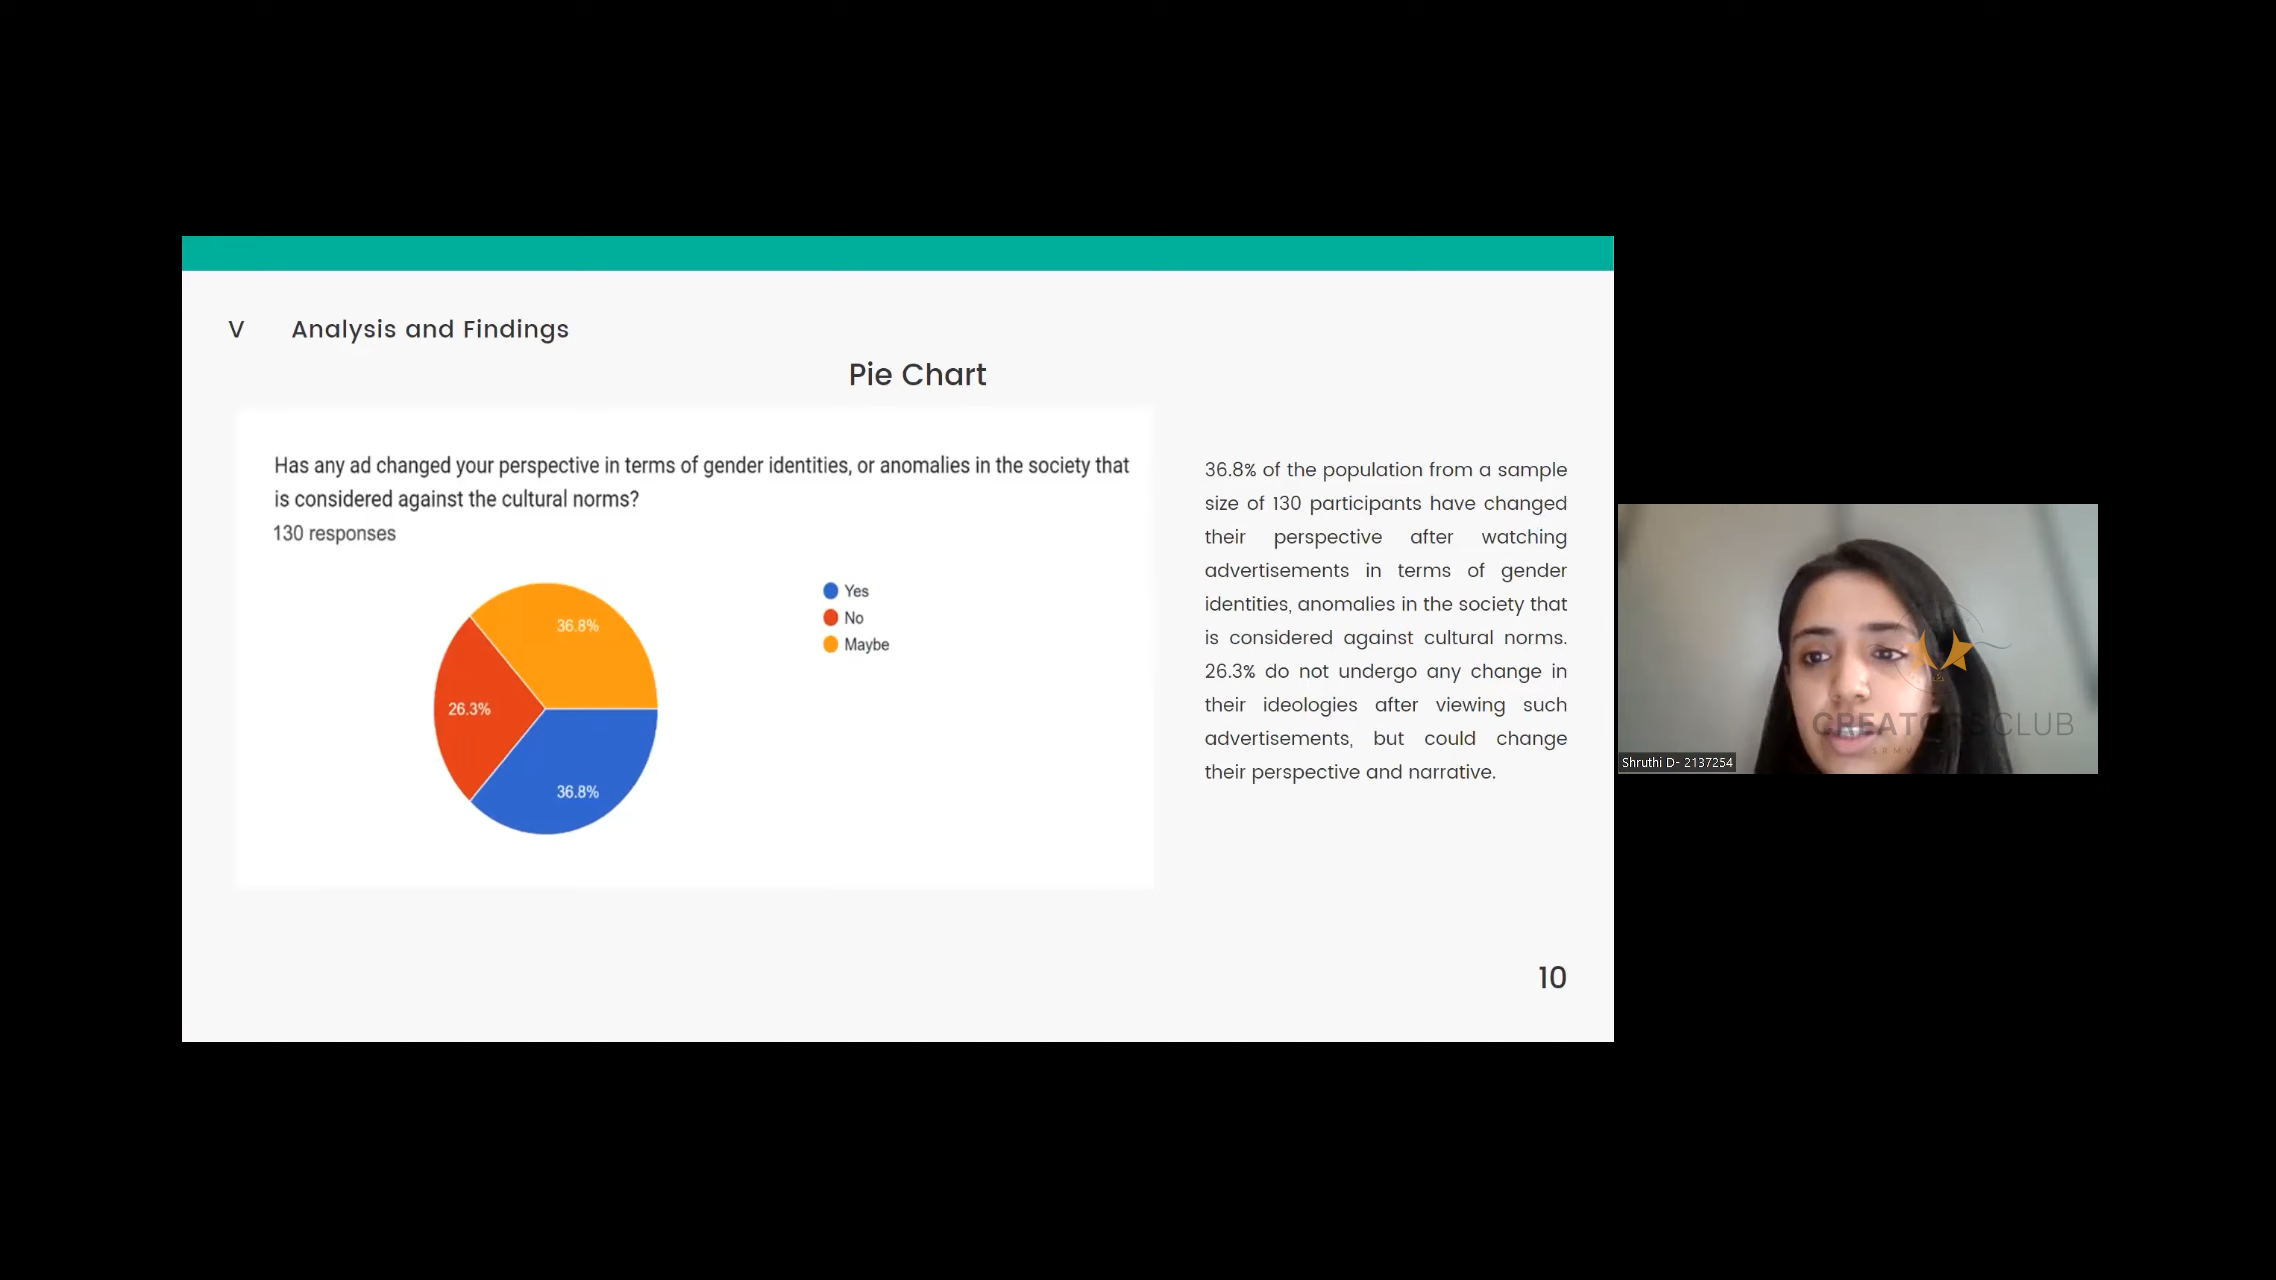 V Analysis and Findings
Pie Chart
Has any ad changed your perspective in terms of gender identities, or anomalies in the society that
is considered against the cultural norms?
130 responses
36.8%
26.3%
36.8%
Yes
No
Maybe
36.8% of the population from a sample
size of 130 participants have changed
their perspective after watching
advertisements in terms of gender
identities, anomalies in the society that
is considered against cultural norms.
26.3% do not undergo any change in
their ideologies after viewing such
advertisements, but could change
their perspective and narrative.
10
CREATORS CLUB
Shruthi D- 2137254